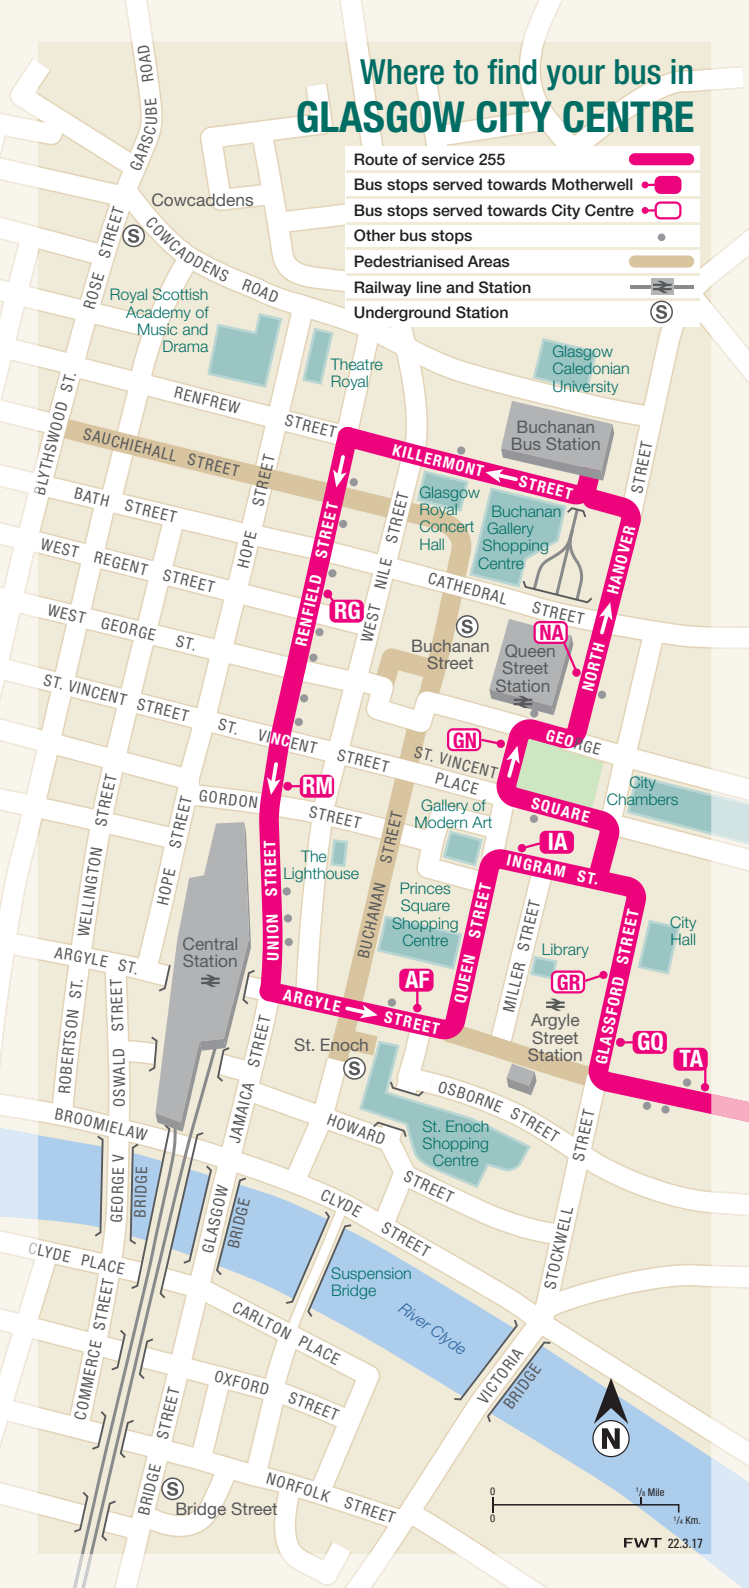 Where to find your bus in
GLASGOW CITY CENTRE
Route of service 255
Bus stops served towards Motherwell
Bus stops served towards City Centre
Other bus stops
Pedestrianised Areas
Railway line and Station
Underground Station
S
GARSCUBE ROAD
Cowcaddens
S
ROSE STREET
COWCADDENS ROAD
Royal Scottish
Academy of
Music and
Drama
Theatre
Royal
Glasgow
Caledonian
University
BLYTHSWOOD ST.
RENFREW STREET
Buchanan
Bus Station
SAUCHIEHALL STREET
KILLERMONT STREET
STREET
HOPE STREET
BATH STREET
Glasgow
Royal
Concert
Hall
Buchanan
Gallery
Shopping
Centre
NORTH HANOVER
WEST REGENT STREET
RENFIELD STREET
WEST NILE STREET
CATHEDRAL STREET
RG
WEST GEORGE ST.
S
Buchanan
Street
NA
Queen
Street
Station
ST. VINCENT STREET
ST. VINCENT STREET
GN
GEORGE
SQUARE
ST. VINCENT
PLACE
RM
City
Chambers
GORDON STREET
Gallery of
Modern Art
WELLINGTON STREET
HOPE STREET
The
Lighthouse
IA
INGRAM ST.
UNION STREET
BUCHANAN STREET
Princes
Square
Shopping
Centre
QUEEN STREET
MILLER STREET
City
Hall
Central
Station
Library
GLASSFORD STREET
ARGYLE ST.
AF
GR
ARGYLE STREET
Argyle
Street
Station
GQ
TA
ROBERTSON ST.
OSWALD STREET
JAMAICA STREET
St. Enoch
S
OSBORNE STREET
BROOMIELAW
HOWARD STREET
St. Enoch
Shopping
Centre
STOCKWELL STREET
GEORGE V
BRIDGE
GLASGOW
BRIDGE
CLYDE STREET
CLYDE PLACE
Suspension
Bridge
River Clyde
COMMERCE STREET
CARLTON PLACE
VICTORIA
BRIDGE
OXFORD STREET
BRIDGE STREET
N
S
Bridge Street
NORFOLK STREET
0
1/8 Mile
0
1/4 Km.
FWT 22.3.17